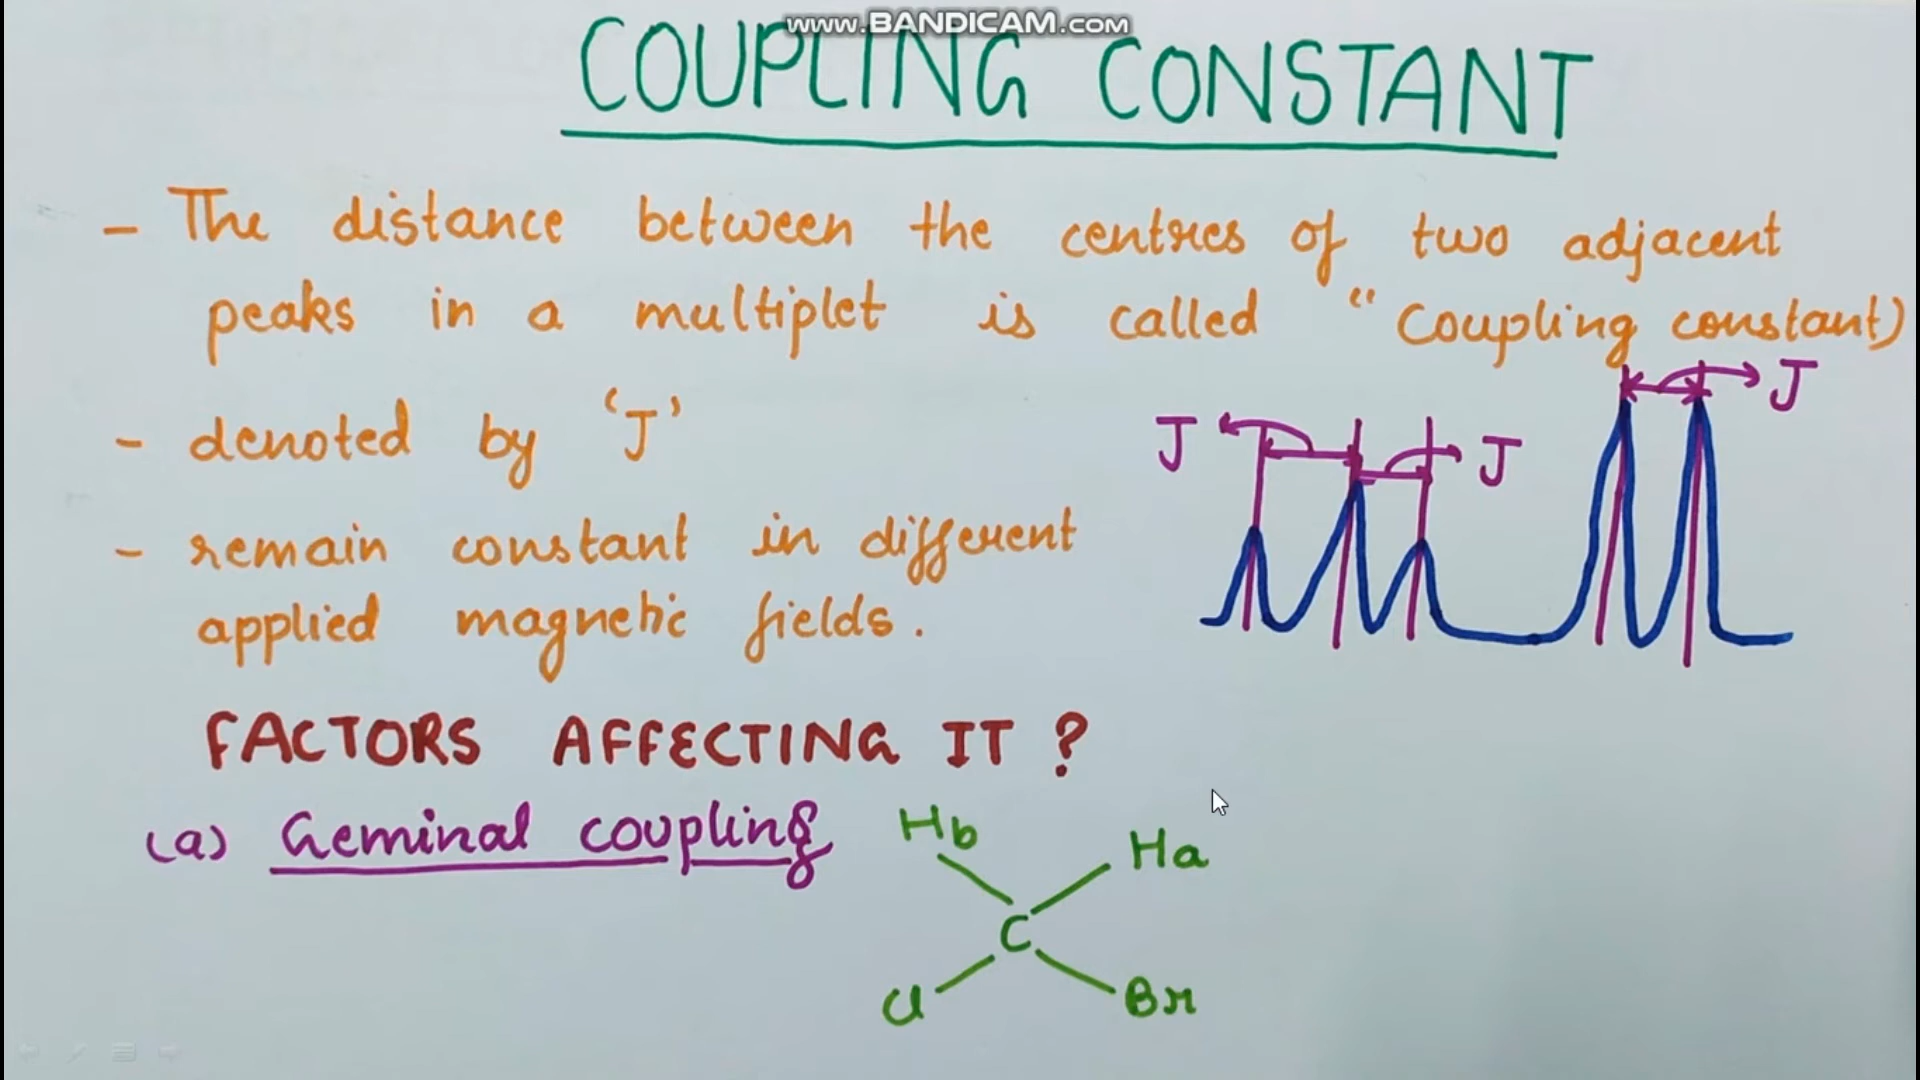 www.BANDICAM.com
COUPLING CONSTANT
- The distance between the centres of two adjacent
peaks in a multiplet is called "Coupling constant)
- denoted by 'J'
- remain constant in different
applied magnetic fields.
J
J
J
FACTORS AFFECTING IT ?
(a) Geminal coupling
Hb
Ha
C
Cl
Br